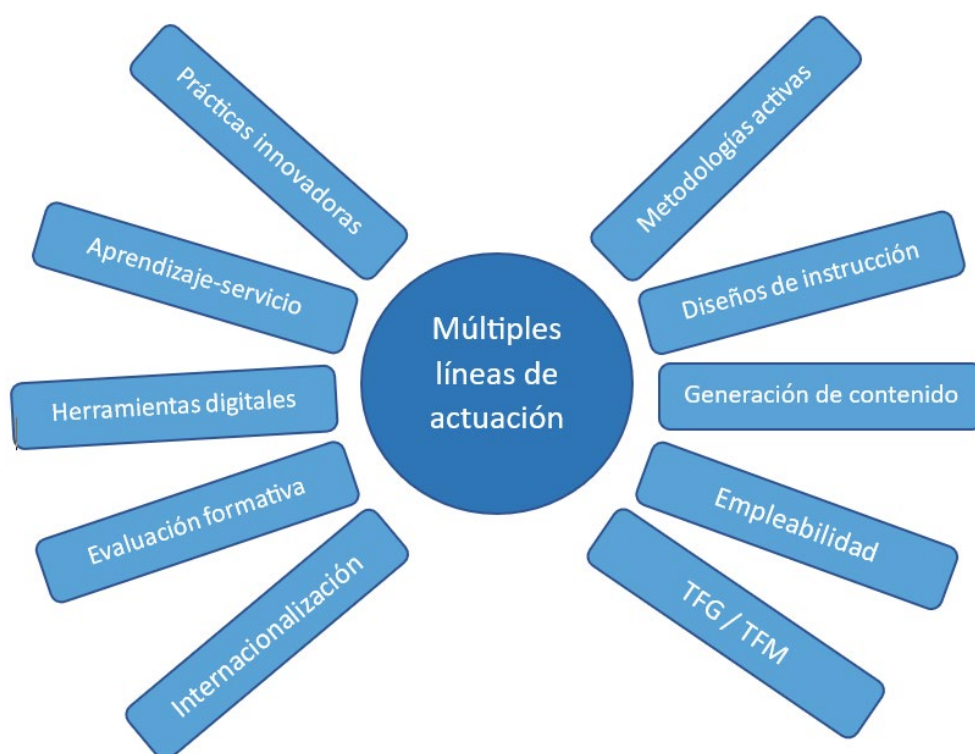 Prácticas innovadoras
Aprendizaje-servicio
Herramientas digitales
Evaluación formativa
Internacionalización
Múltiples
líneas de
actuación
Metodologías activas
Diseños de instrucción
Generación de contenido
Empleabilidad
TFG / TFM